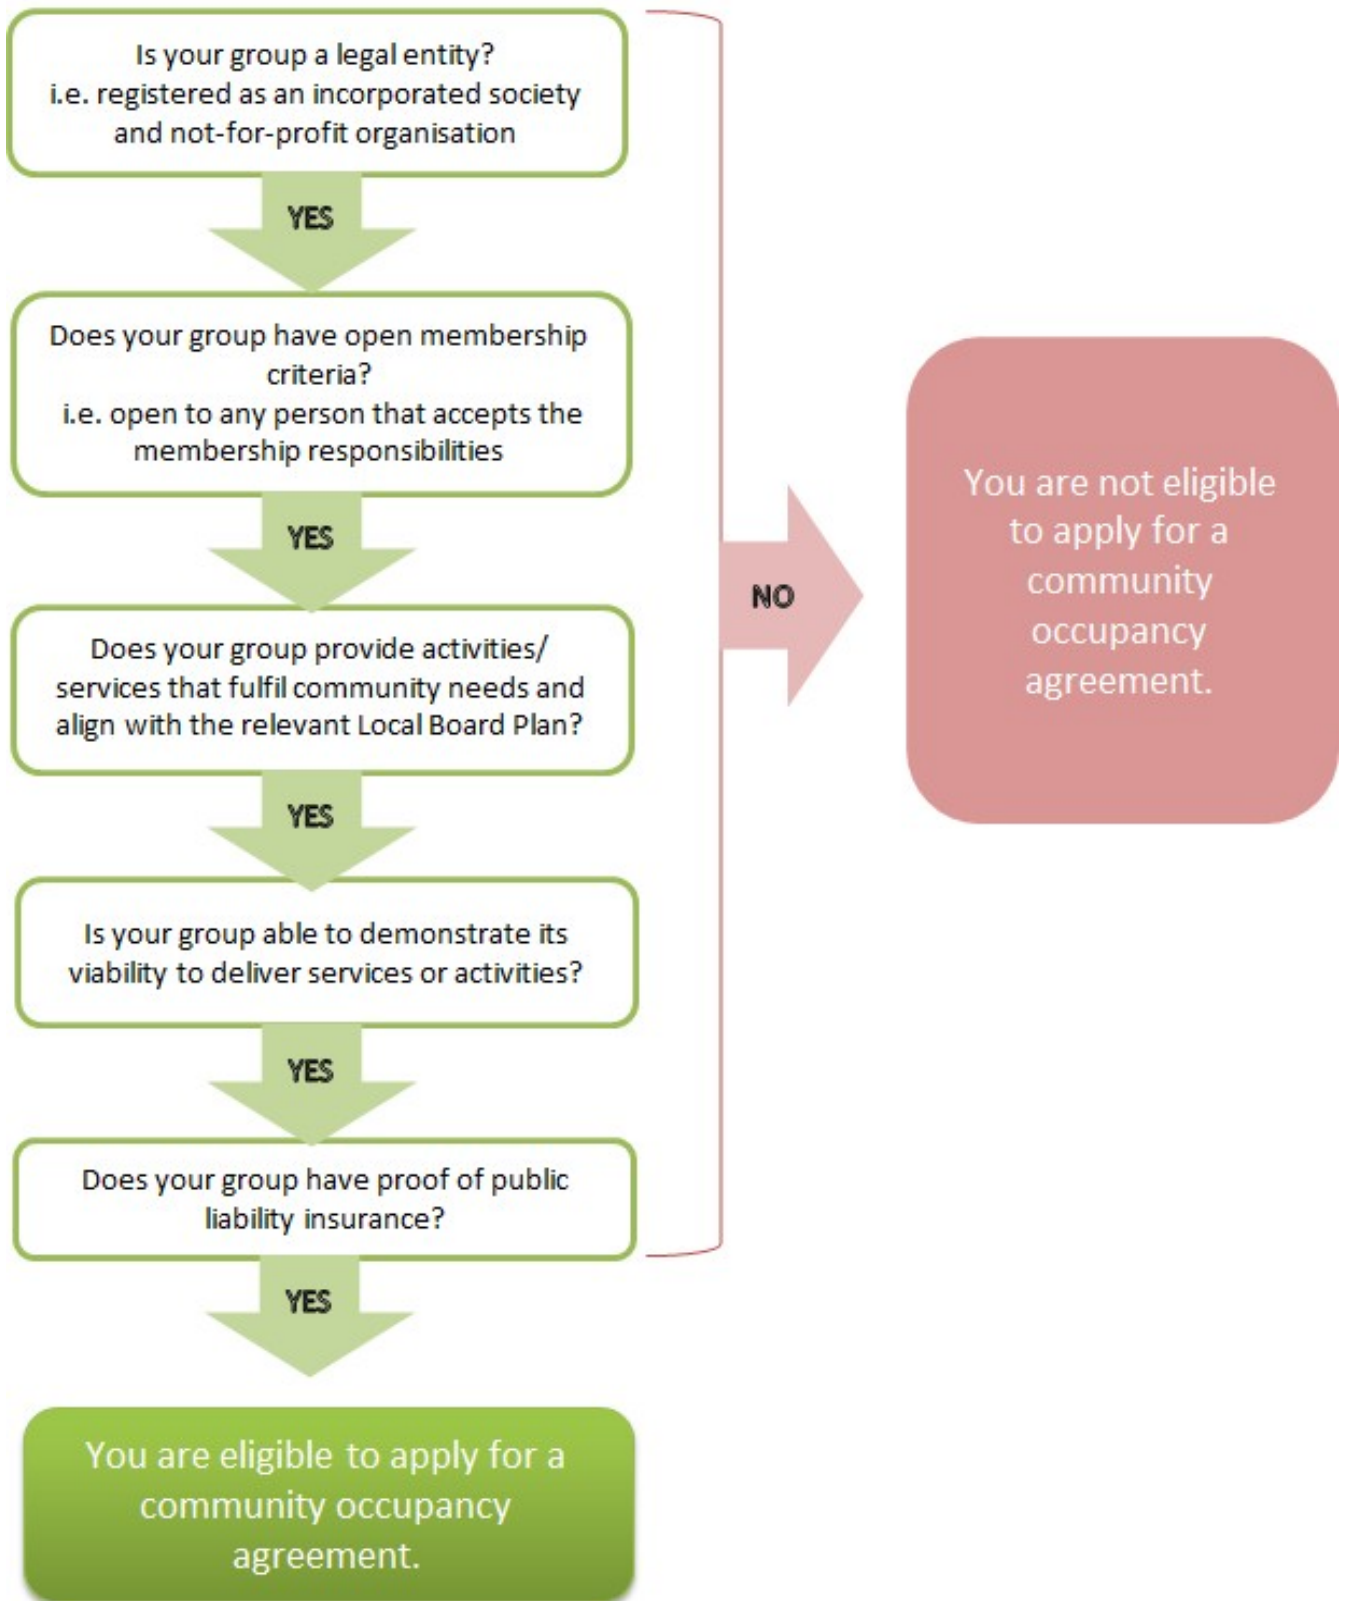 Is your group a legal entity?
i.e. registered as an incorporated society
and not-for-profit organisation
YES
Does your group have open membership
criteria?
i.e. open to any person that accepts the
membership responsibilities
YES
Does your group provide activities/
services that fulfil community needs and
align with the relevant Local Board Plan?
YES
Is your group able to demonstrate its
viability to deliver services or activities?
YES
Does your group have proof of public
liability insurance?
YES
You are eligible to apply for a
community occupancy
agreement.
NO
You are not eligible
to apply for a
community
occupancy
agreement.